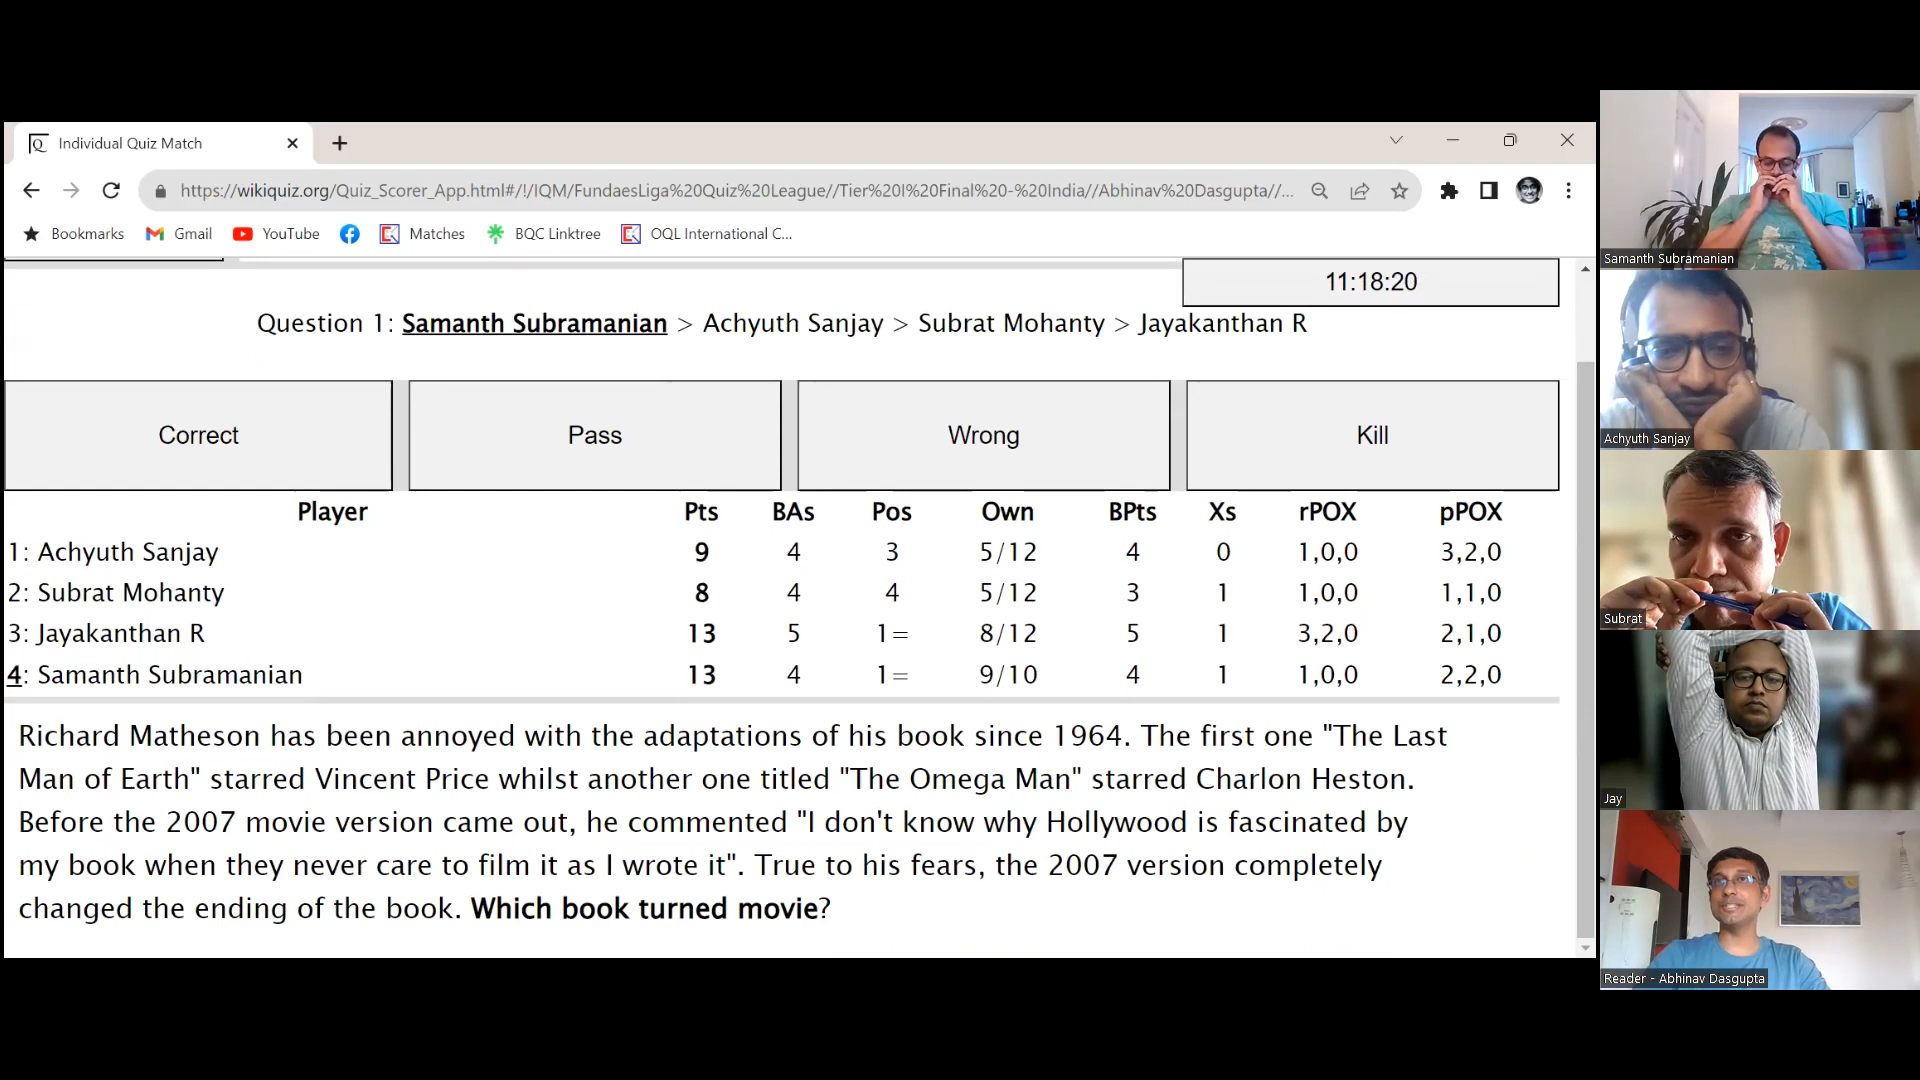 Individual Quiz Match
https://wikiquiz.org/Quiz_Scorer_App.html#/!/IQM/FundaesLiga%20Quiz%20League//Tier%20I%20Final%20-%20India//Abhinav%20Dasgupta//...
Bookmarks Gmail YouTube Matches BQC Linktree OQL International C...
11:18:20
Question 1: Samanth Subramanian > Achyuth Sanjay > Subrat Mohanty > Jayakanthan R
Correct Pass Wrong Kill
Player Pts BAs Pos Own BPts Xs rPOX pPOX
1: Achyuth Sanjay 9 4 3 5/12 4 0 1,0,0 3,2,0
2: Subrat Mohanty 8 4 4 5/12 3 1 1,0,0 1,1,0
3: Jayakanthan R 13 5 1= 8/12 5 1 3,2,0 2,1,0
4: Samanth Subramanian 13 4 1= 9/10 4 1 1,0,0 2,2,0
Richard Matheson has been annoyed with the adaptations of his book since 1964. The first one "The Last
Man of Earth" starred Vincent Price whilst another one titled "The Omega Man" starred Charlon Heston.
Before the 2007 movie version came out, he commented "I don't know why Hollywood is fascinated by
my book when they never care to film it as I wrote it". True to his fears, the 2007 version completely
changed the ending of the book. Which book turned movie?
Samanth Subramanian
Achyuth Sanjay
Subrat
Jay
Reader - Abhinav Dasgupta